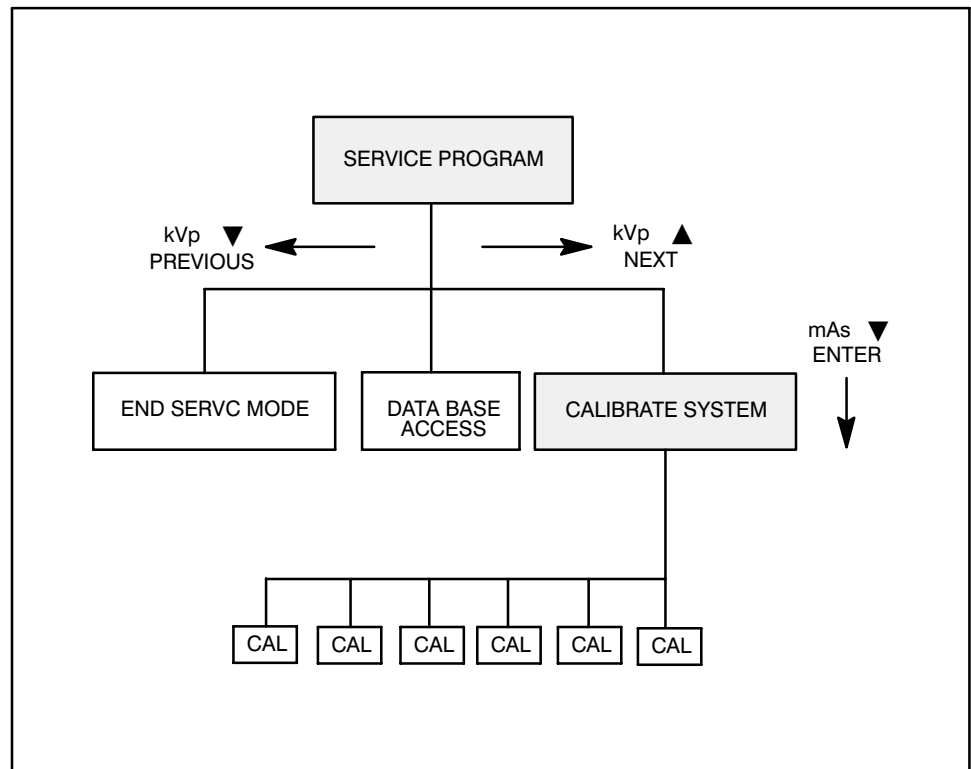 SERVICE PROGRAM
kVp ▼
PREVIOUS
kVp ▲
NEXT
mAs ▼
ENTER
END SERVC MODE
DATA BASE
ACCESS
CALIBRATE SYSTEM
CAL
CAL
CAL
CAL
CAL
CAL